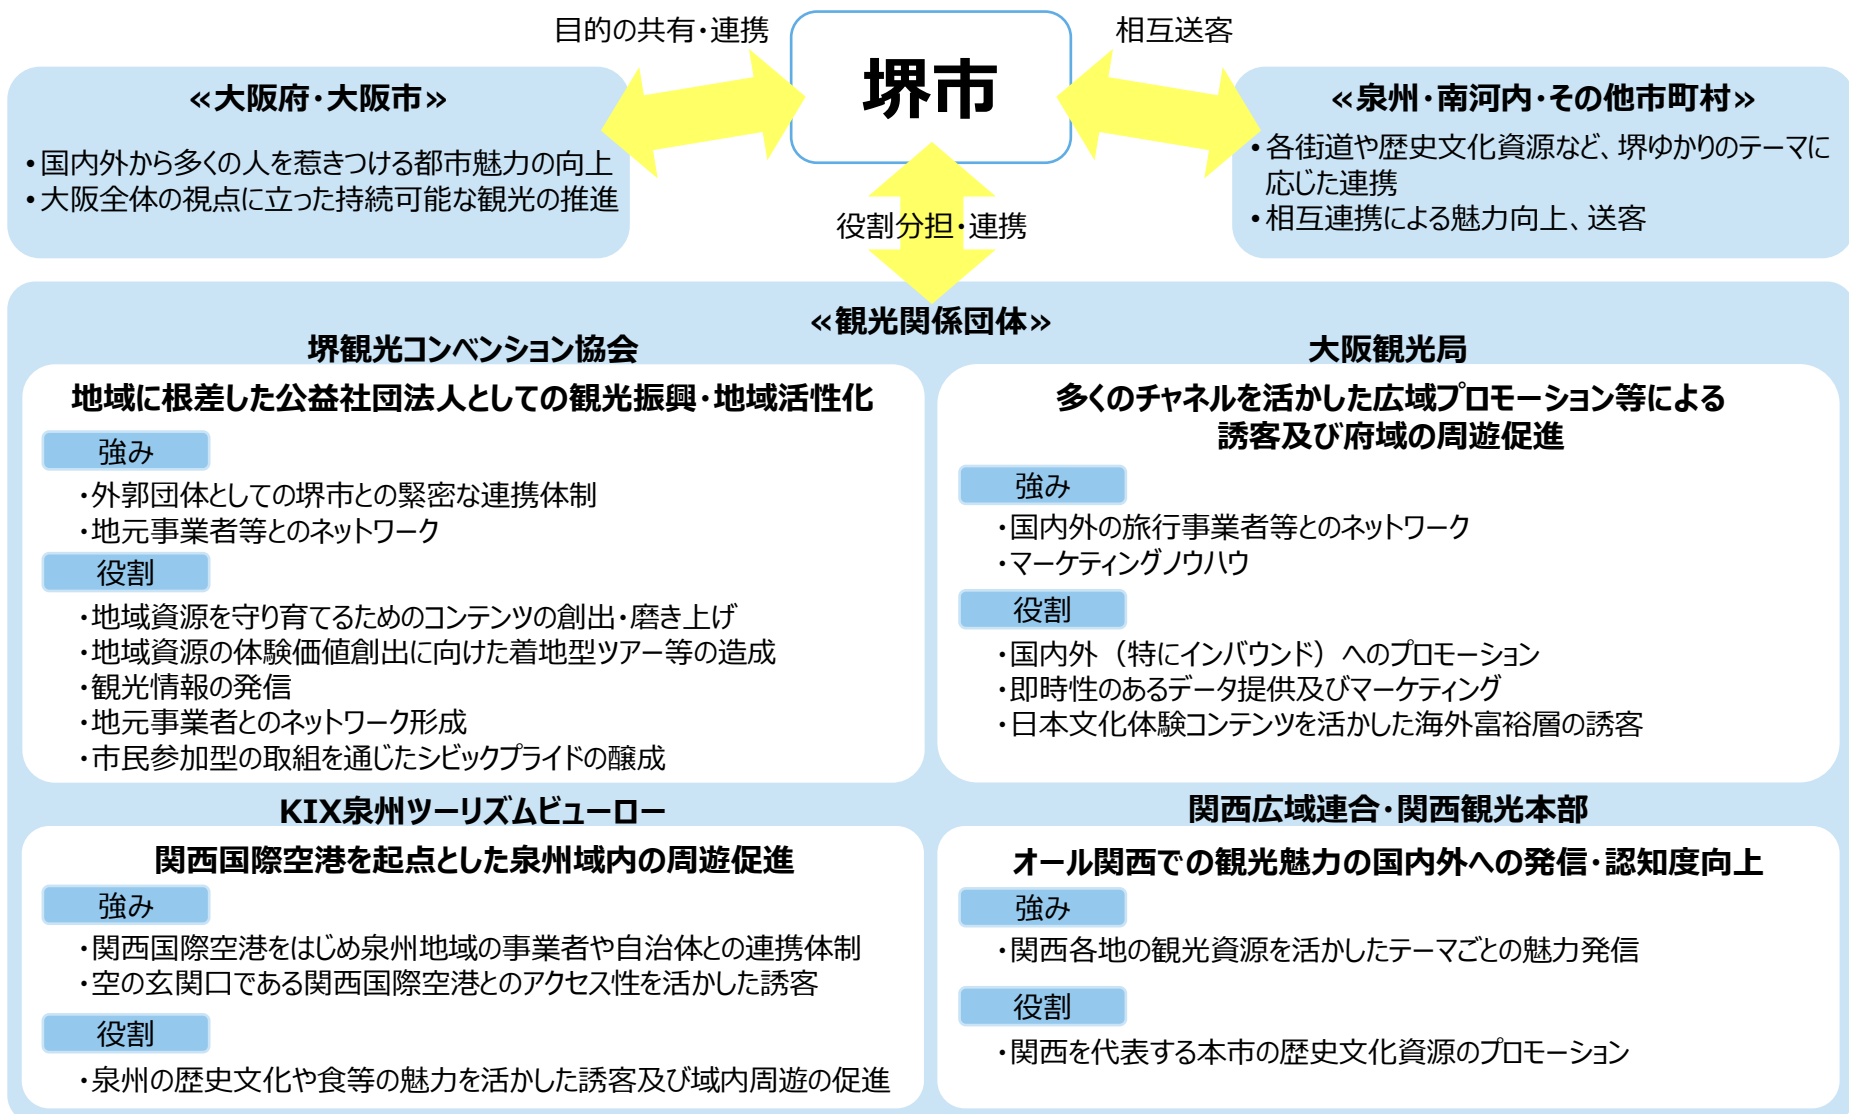 目的の共有・連携
堺市
相互送客
≪大阪府・大阪市≫
•国内外から多くの人を惹きつける都市魅力の向上
•大阪全体の視点に立った持続可能な観光の推進
≪泉州・南河内・その他市町村≫
•各街道や歴史文化資源など、堺ゆかりのテーマに
応じた連携
•相互連携による魅力向上、送客
役割分担・連携
≪観光関係団体≫
堺観光コンベンション協会
地域に根差した公益社団法人としての観光振興・地域活性化
強み
・外郭団体としての堺市との緊密な連携体制
・地元事業者等とのネットワーク
役割
・地域資源を守り育てるためのコンテンツの創出・磨き上げ
・地域資源の体験価値創出に向けた着地型ツアー等の造成
・観光情報の発信
・地元事業者とのネットワーク形成
・市民参加型の取組を通じたシビックプライドの醸成
大阪観光局
多くのチャネルを活かした広域プロモーション等による
誘客及び府域の周遊促進
強み
・国内外の旅行事業者等とのネットワーク
・マーケティングノウハウ
役割
・国内外（特にインバウンド）へのプロモーション
・即時性のあるデータ提供及びマーケティング
・日本文化体験コンテンツを活かした海外富裕層の誘客
KIX泉州ツーリズムビューロー
関西国際空港を起点とした泉州域内の周遊促進
強み
・関西国際空港をはじめ泉州地域の事業者や自治体との連携体制
・空の玄関口である関西国際空港とのアクセス性を活かした誘客
役割
・泉州の歴史文化や食等の魅力を活かした誘客及び域内周遊の促進
関西広域連合・関西観光本部
オール関西での観光魅力の国内外への発信・認知度向上
強み
・関西各地の観光資源を活かしたテーマごとの魅力発信
役割
・関西を代表する本市の歴史文化資源のプロモーション